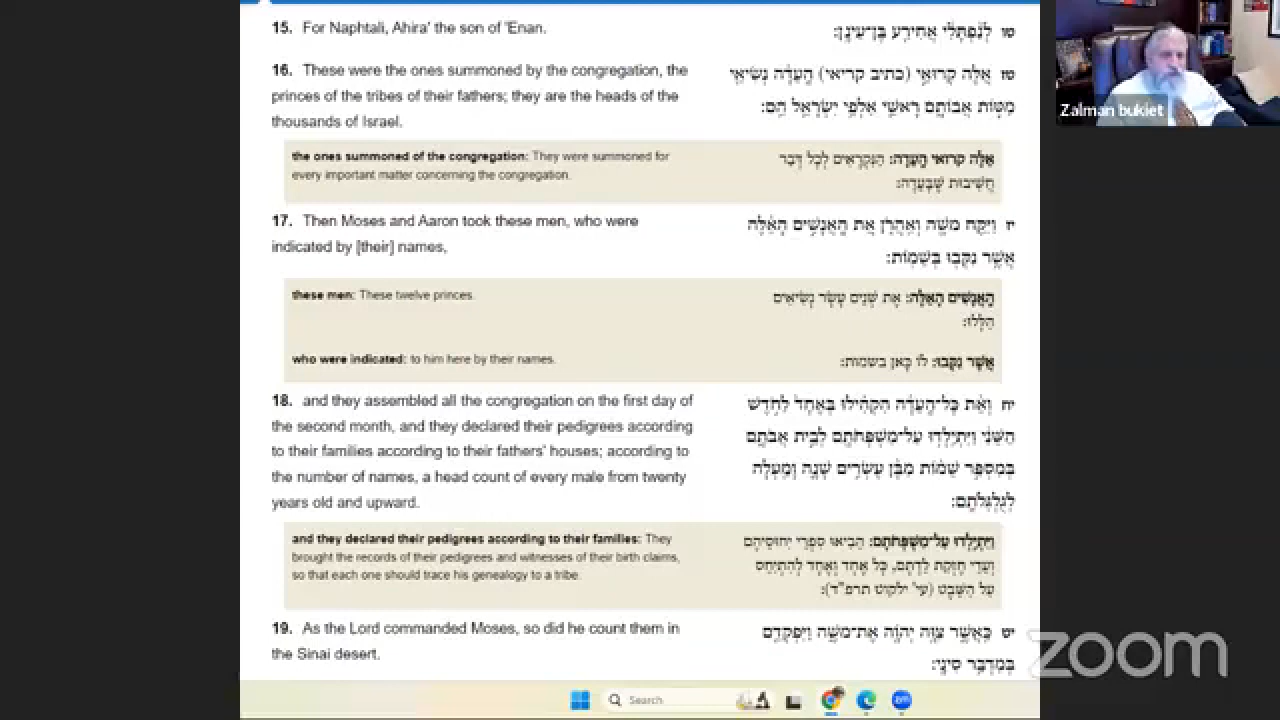 15. For Naphtali, Ahira' the son of 'Enan.
טו לְנַפְתָּלִי אֲחִירַע בֶּן־עֵינָן:
16. These were the ones summoned by the congregation, the
princes of the tribes of their fathers; they are the heads of the
thousands of Israel.
טז אֵלֶּה קְרוּאֵי (כתיב קריאי) הָעֵדָה נְשִׂיאֵי
מַטּוֹת אֲבוֹתָם רָאשֵׁי אַלְפֵי יִשְׂרָאֵל הֵם:
the ones summoned of the congregation: They were summoned for
every important matter concerning the congregation.
אֵלֶּה קרואי הָעֵדָה: הַנִּקְרָאִים לְכָל דְּבַר
חֲשִׁיבוּת שֶׁבָּעֵדָה:
17. Then Moses and Aaron took these men, who were
indicated by [their] names,
יז וַיִּקַּח משֶׁה וְאַהֲרֹן אֵת הָאֲנָשִׁים הָאֵלֶּה
אֲשֶׁר נִקְּבוּ בְּשֵׁמוֹת:
these men: These twelve princes.
הָאֲנָשִׁים הָאֵלֶּה: אֶת שְׁנֵים עָשָׂר נְשִׂיאִים
הַלָּלוּ:
who were indicated: to him here by their names.
אֲשֶׁר נִקְּבוּ: לוֹ כָּאן בשמות:
18. and they assembled all the congregation on the first day of
the second month, and they declared their pedigrees according
to their families according to their fathers' houses; according to
the number of names, a head count of every male from twenty
years old and upward.
יח וְאֵת כָּל־הָעֵדָה הִקְהִילוּ בְּאֶחָד לַחֹדֶשׁ
הַשֵּׁנִי וַיִּתְיַלְדוּ עַל־מִשְׁפְּחֹתָם לְבֵית אֲבֹתָם
בְּמִסְפַּר שֵׁמוֹת מִבֶּן עֶשְׂרִים שָׁנָה וָמַעְלָה
לְגֻלְגְּלֹתָם:
and they declared their pedigrees according to their families: They
brought the records of their pedigrees and witnesses of their birth claims,
so that each one should trace his genealogy to a tribe.
וַיִּתְיַלְדוּ עַל־מִשְׁפְּחֹתָם: הֵבִיאוּ סִפְרֵי יִחוּסֵיהֶם
וְעֵדֵי חֶזְקַת לֵדָתָם, כָּל אֶחָד וְאֶחָד לְהִתְיַחֵס
עַל הַשֵּׁבֶט (עי' ילקוט תרפ"ד):
19. As the Lord commanded Moses, so did he count them in
the Sinai desert.
יט כַּאֲשֶׁר צִוָּה יְהֹוָה אֶת־משֶׁה וַיִּפְקְדֵם
בְּמִדְבַּר סִינָי:
Zalman bukiet
zoom
Search
zm